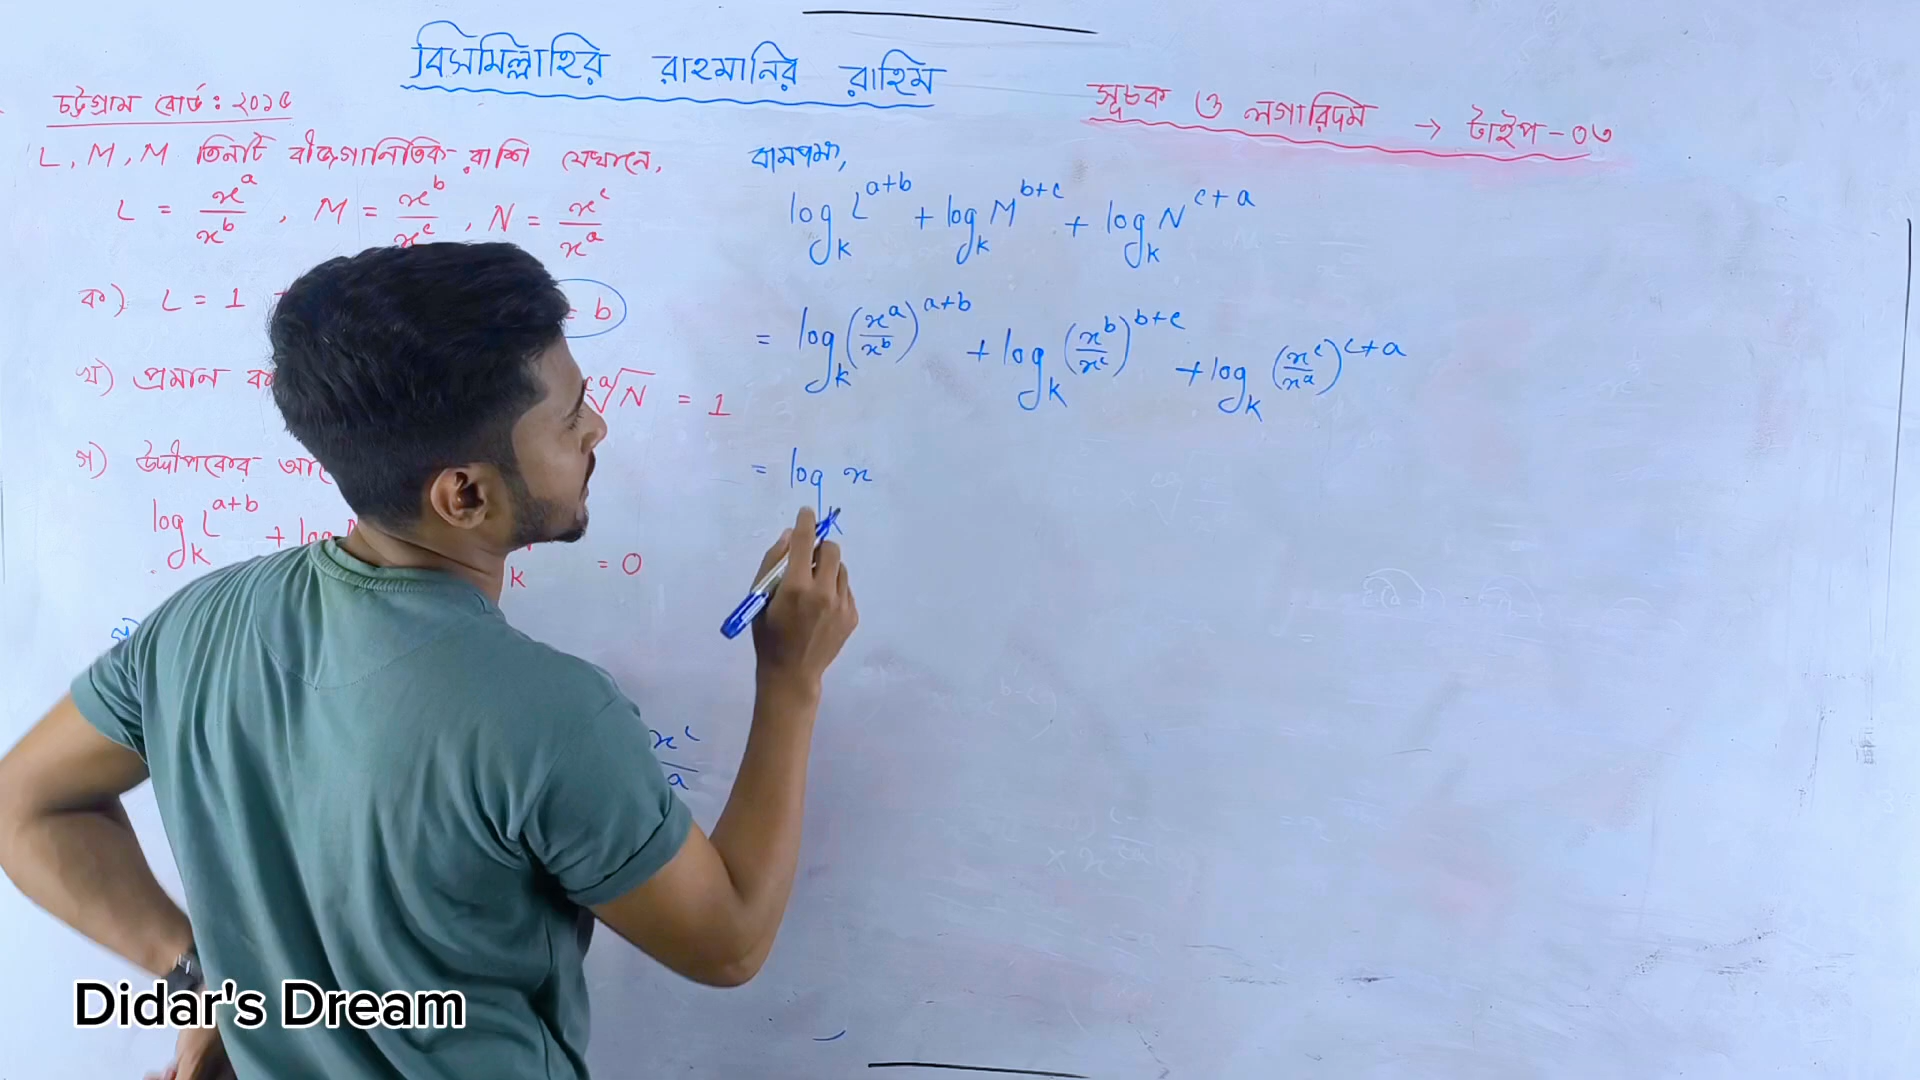 বিসমিল্লাহির রাহমানির রাহিম
চট্টগ্রাম বোর্ড: ২০১৫
সূচক ও লগারিদম → টাইপ-০৩
L, M, M তিনটি বীজগানিতিক রাশি যেখানে,
L = x^a/x^b, M = x^b/x^c, N = x^c/x^a
ক) L = 1
= b
খ) প্রমান
ca√N = 1
গ) উদ্দীপকের
log_k L^(a+b) + log
k = 0
x^c
a
বামপক্ষ,
log_k L^(a+b) + log_k M^(b+c) + log_k N^(c+a)
= log_k (x^a/x^b)^(a+b) + log_k (x^b/x^c)^(b+c) + log_k (x^c/x^a)^(c+a)
= log_k x
Didar's Dream